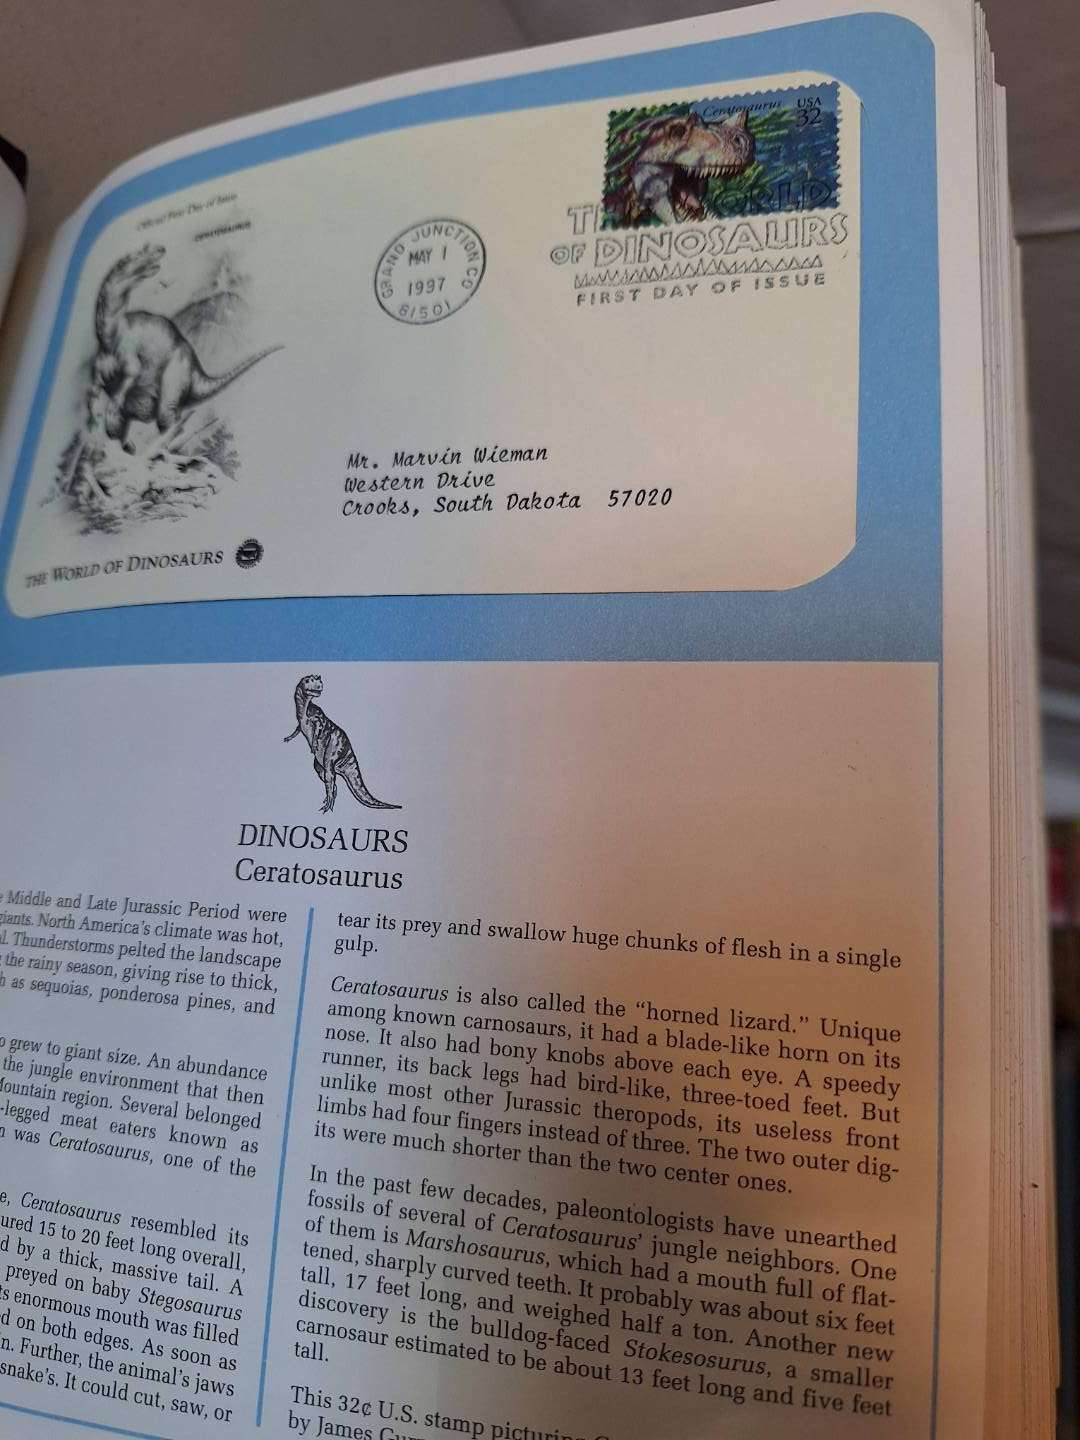 Official First Day of Issue
CERATOSAURUS
Ceratosaurus
USA
32
GRAND JUNCTION CO
MAY 1
1997
81501
THE WORLD
OF DINOSAURS
FIRST DAY OF ISSUE
Mr. Marvin Wieman
Western Drive
Crooks, South Dakota 57020
THE WORLD OF DINOSAURS
DINOSAURS
Ceratosaurus
Middle and Late Jurassic Period were
giants. North America's climate was hot,
Thunderstorms pelted the landscape
the rainy season, giving rise to thick,
as sequoias, ponderosa pines, and
grew to giant size. An abundance
the jungle environment that then
Mountain region. Several belonged
-legged meat eaters known as
was Ceratosaurus, one of the
Ceratosaurus resembled its
15 to 20 feet long overall,
by a thick, massive tail. A
preyed on baby Stegosaurus
enormous mouth was filled
on both edges. As soon as
Further, the animal's jaws
snake's. It could cut, saw, or
tear its prey and swallow huge chunks of flesh in a single
gulp.
Ceratosaurus is also called the “horned lizard.” Unique
among known carnosaurs, it had a blade-like horn on its
nose. It also had bony knobs above each eye. A speedy
runner, its back legs had bird-like, three-toed feet. But
unlike most other Jurassic theropods, its useless front
limbs had four fingers instead of three. The two outer dig-
its were much shorter than the two center ones.
In the past few decades, paleontologists have unearthed
fossils of several of Ceratosaurus' jungle neighbors. One
of them is Marshosaurus, which had a mouth full of flat-
tened, sharply curved teeth. It probably was about six feet
tall, 17 feet long, and weighed half a ton. Another new
discovery is the bulldog-faced Stokesosurus, a smaller
carnosaur estimated to be about 13 feet long and five feet
tall.
This 32¢ U.S. stamp picturing
by James